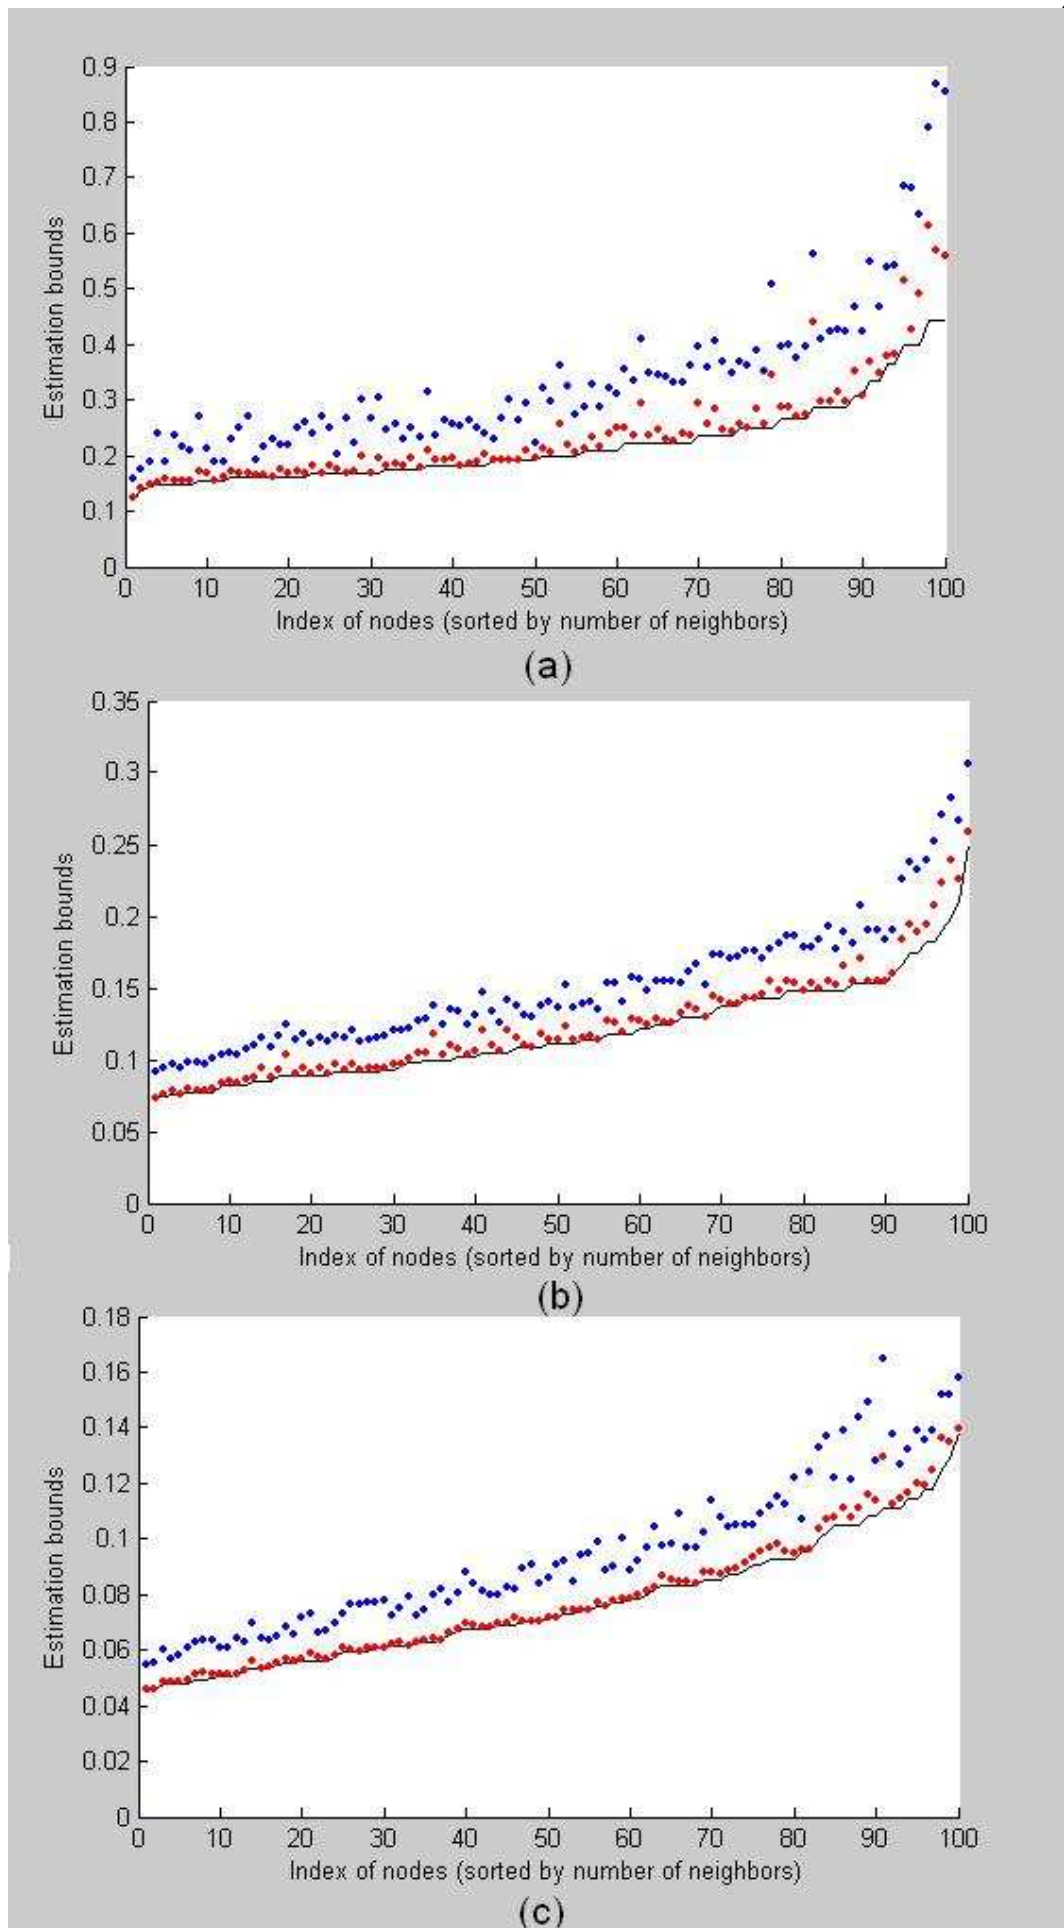 0.9
0.8
0.7
0.6
0.5
0.4
0.3
0.2
0.1
0
Estimation bounds
0 10 20 30 40 50 60 70 80 90 100
Index of nodes (sorted by number of neighbors)
(a)
0.35
0.3
0.25
0.2
0.15
0.1
0.05
0
Estimation bounds
0 10 20 30 40 50 60 70 80 90 100
Index of nodes (sorted by number of neighbors)
(b)
0.18
0.16
0.14
0.12
0.1
0.08
0.06
0.04
0.02
0
Estimation bounds
0 10 20 30 40 50 60 70 80 90 100
Index of nodes (sorted by number of neighbors)
(c)